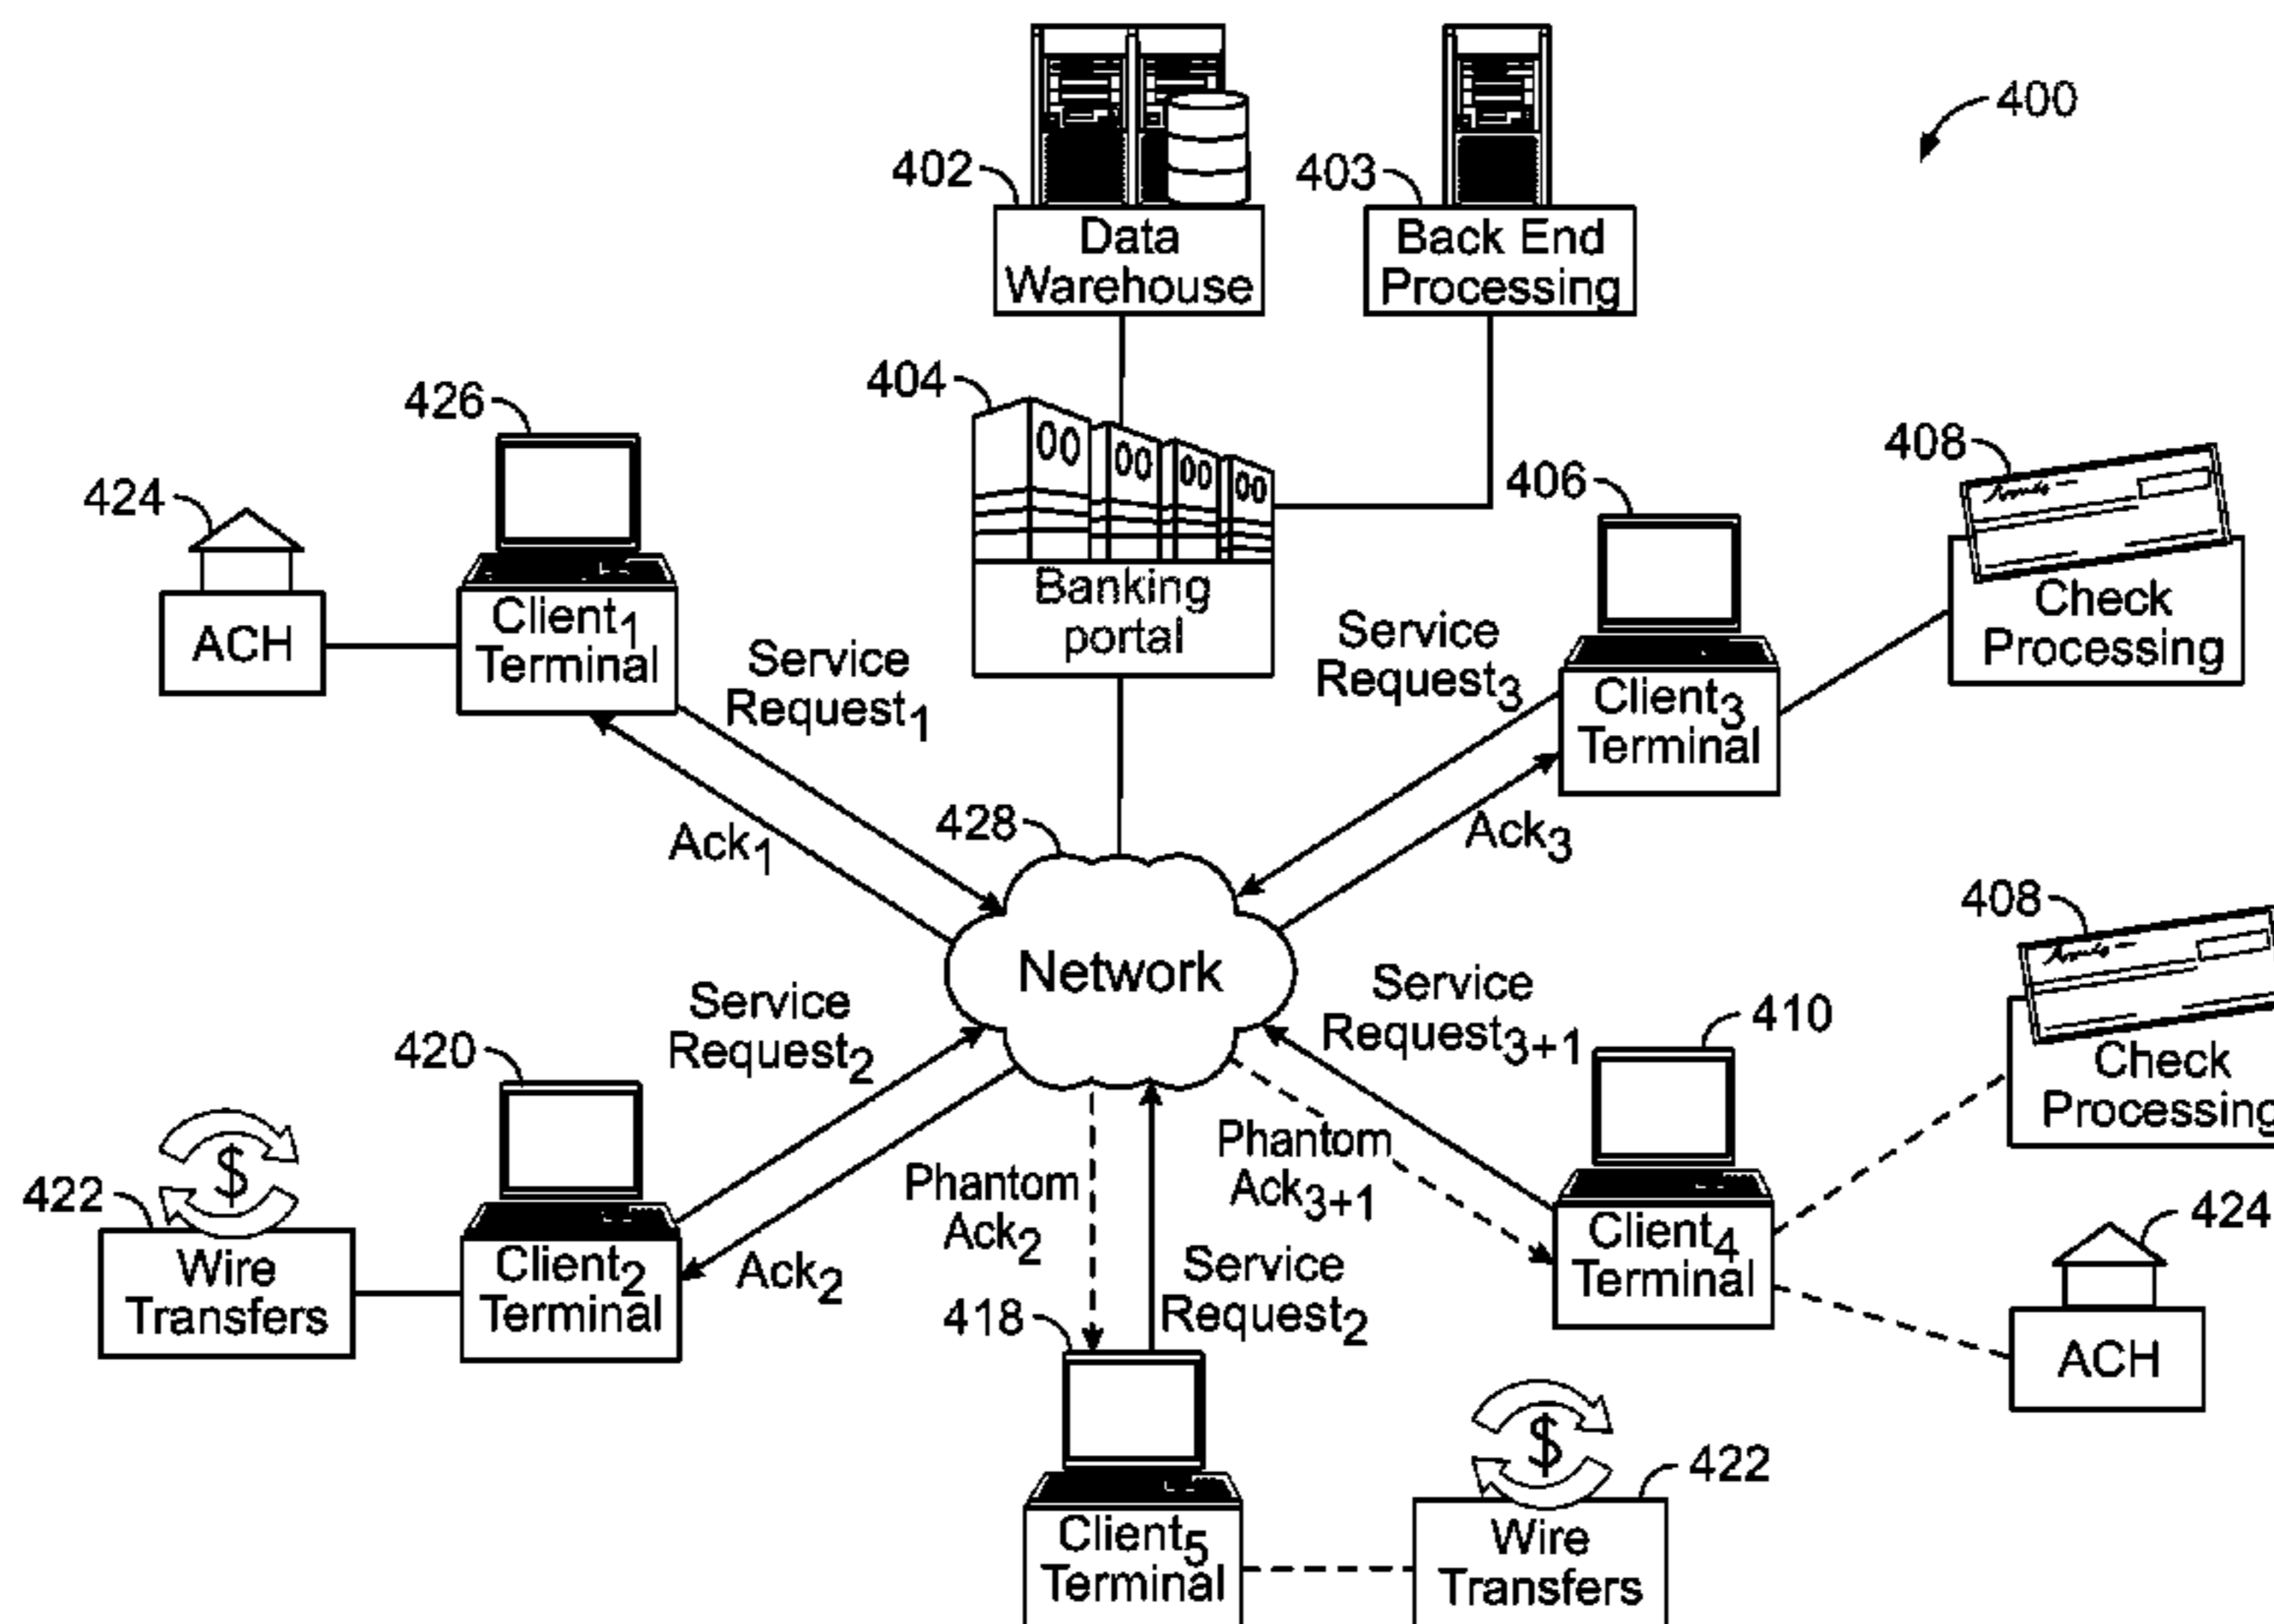 400
402
Data
Warehouse
403
Back End
Processing
404
Banking
portal
426
Client1
Terminal
424
ACH
Service
Request1
Ack1
406
Client3
Terminal
408
Check
Processing
Service
Request3
Ack3
428
Network
420
Client2
Terminal
422
$
Wire
Transfers
Service
Request2
Ack2
Phantom
Ack2
Service
Request2
418
Client5
Terminal
422
$
Wire
Transfers
Service
Request3+1
Phantom
Ack3+1
410
Client4
Terminal
408
Check
Processing
424
ACH